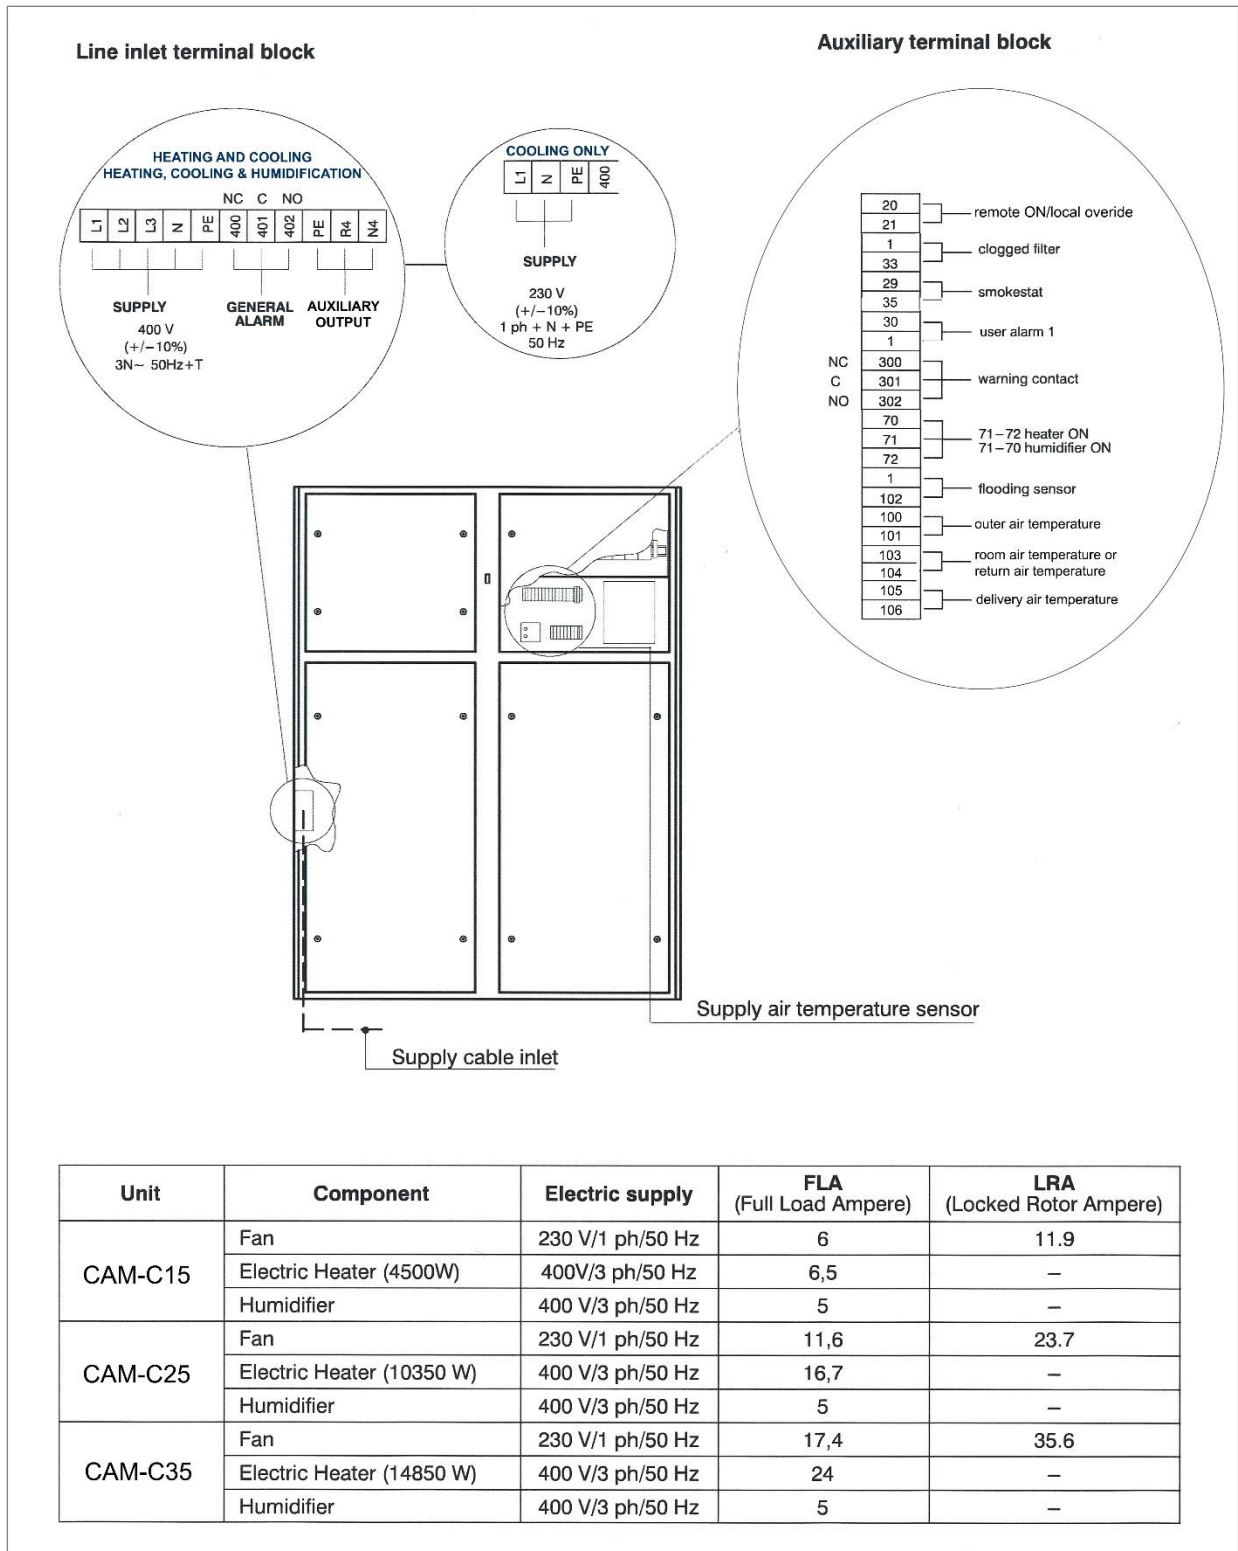 Line inlet terminal block
Auxiliary terminal block
HEATING AND COOLING
HEATING, COOLING & HUMIDIFICATION
NC C NO
L1 L2 L3 N PE 400 401 402 PE R4 N4
SUPPLY
400 V
(+/−10%)
3N~ 50Hz+T
GENERAL
ALARM
AUXILIARY
OUTPUT
COOLING ONLY
L1 N PE 400
SUPPLY
230 V
(+/−10%)
1 ph + N + PE
50 Hz
20
21
remote ON/local overide
1
33
clogged filter
29
35
smokestat
30
1
user alarm 1
NC 300
C 301
NO 302
warning contact
70
71
72
71−72 heater ON
71−70 humidifier ON
1
102
flooding sensor
100
101
outer air temperature
103
104
room air temperature or
return air temperature
105
106
delivery air temperature
Supply air temperature sensor
Supply cable inlet
Unit Component Electric supply FLA (Full Load Ampere) LRA (Locked Rotor Ampere)
CAM-C15 Fan 230 V/1 ph/50 Hz 6 11.9
Electric Heater (4500W) 400V/3 ph/50 Hz 6,5 −
Humidifier 400 V/3 ph/50 Hz 5 −
CAM-C25 Fan 230 V/1 ph/50 Hz 11,6 23.7
Electric Heater (10350 W) 400 V/3 ph/50 Hz 16,7 −
Humidifier 400 V/3 ph/50 Hz 5 −
CAM-C35 Fan 230 V/1 ph/50 Hz 17,4 35.6
Electric Heater (14850 W) 400 V/3 ph/50 Hz 24 −
Humidifier 400 V/3 ph/50 Hz 5 −